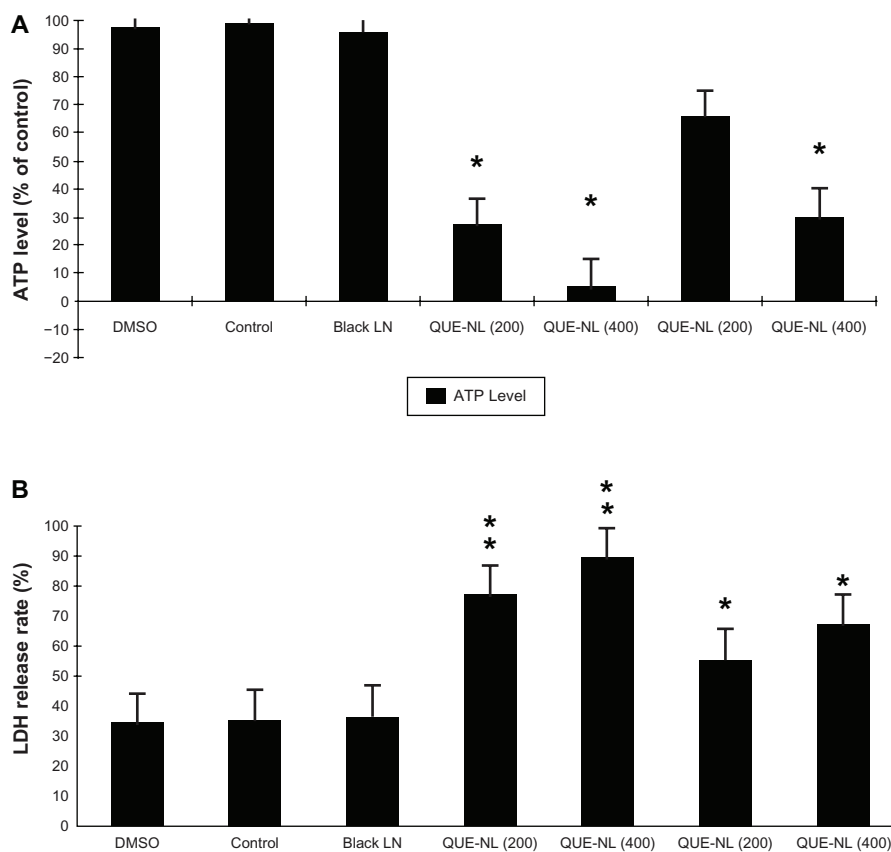 A
ATP level (% of control)
100
90
80
70
60
50
40
30
20
10
0
−10
−20
*
*
*
DMSO
Control
Black LN
QUE-NL (200)
QUE-NL (400)
QUE-NL (200)
QUE-NL (400)
ATP Level
B
LDH release rate (%)
100
90
80
70
60
50
40
30
20
10
0
*
*
*
*
*
*
DMSO
Control
Black LN
QUE-NL (200)
QUE-NL (400)
QUE-NL (200)
QUE-NL (400)